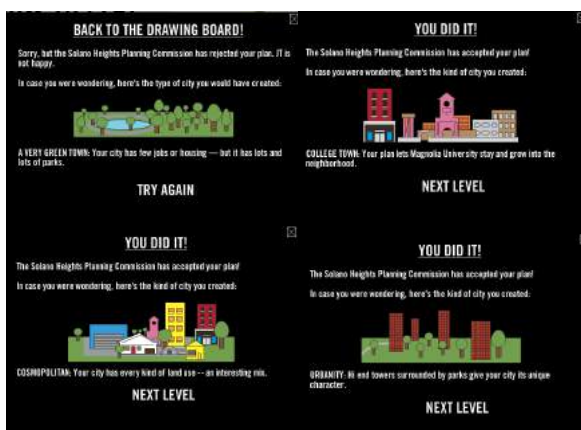 BACK TO THE DRAWING BOARD!
Sorry, but the Solano Heights Planning Commission has rejected your plan. JT is
not happy.
In case you were wondering, here's the type of city you would have created:
A VERY GREEN TOWN: Your city has few jobs or housing — but it has lots and
lots of parks.
TRY AGAIN
YOU DID IT!
The Solano Heights Planning Commission has accepted your plan!
In case you were wondering, here's the kind of city you created:
COLLEGE TOWN: Your plan lets Magnolia University stay and grow into the
neighborhood.
NEXT LEVEL
YOU DID IT!
The Solano Heights Planning Commission has accepted your plan!
In case you were wondering, here's the kind of city you created:
COSMOPOLITAN: Your city has every kind of land use -- an interesting mix.
NEXT LEVEL
YOU DID IT!
The Solano Heights Planning Commission has accepted your plan!
In case you were wondering, here's the kind of city you created:
URBANITY: Hi end towers surrounded by parks give your city its unique
character.
NEXT LEVEL